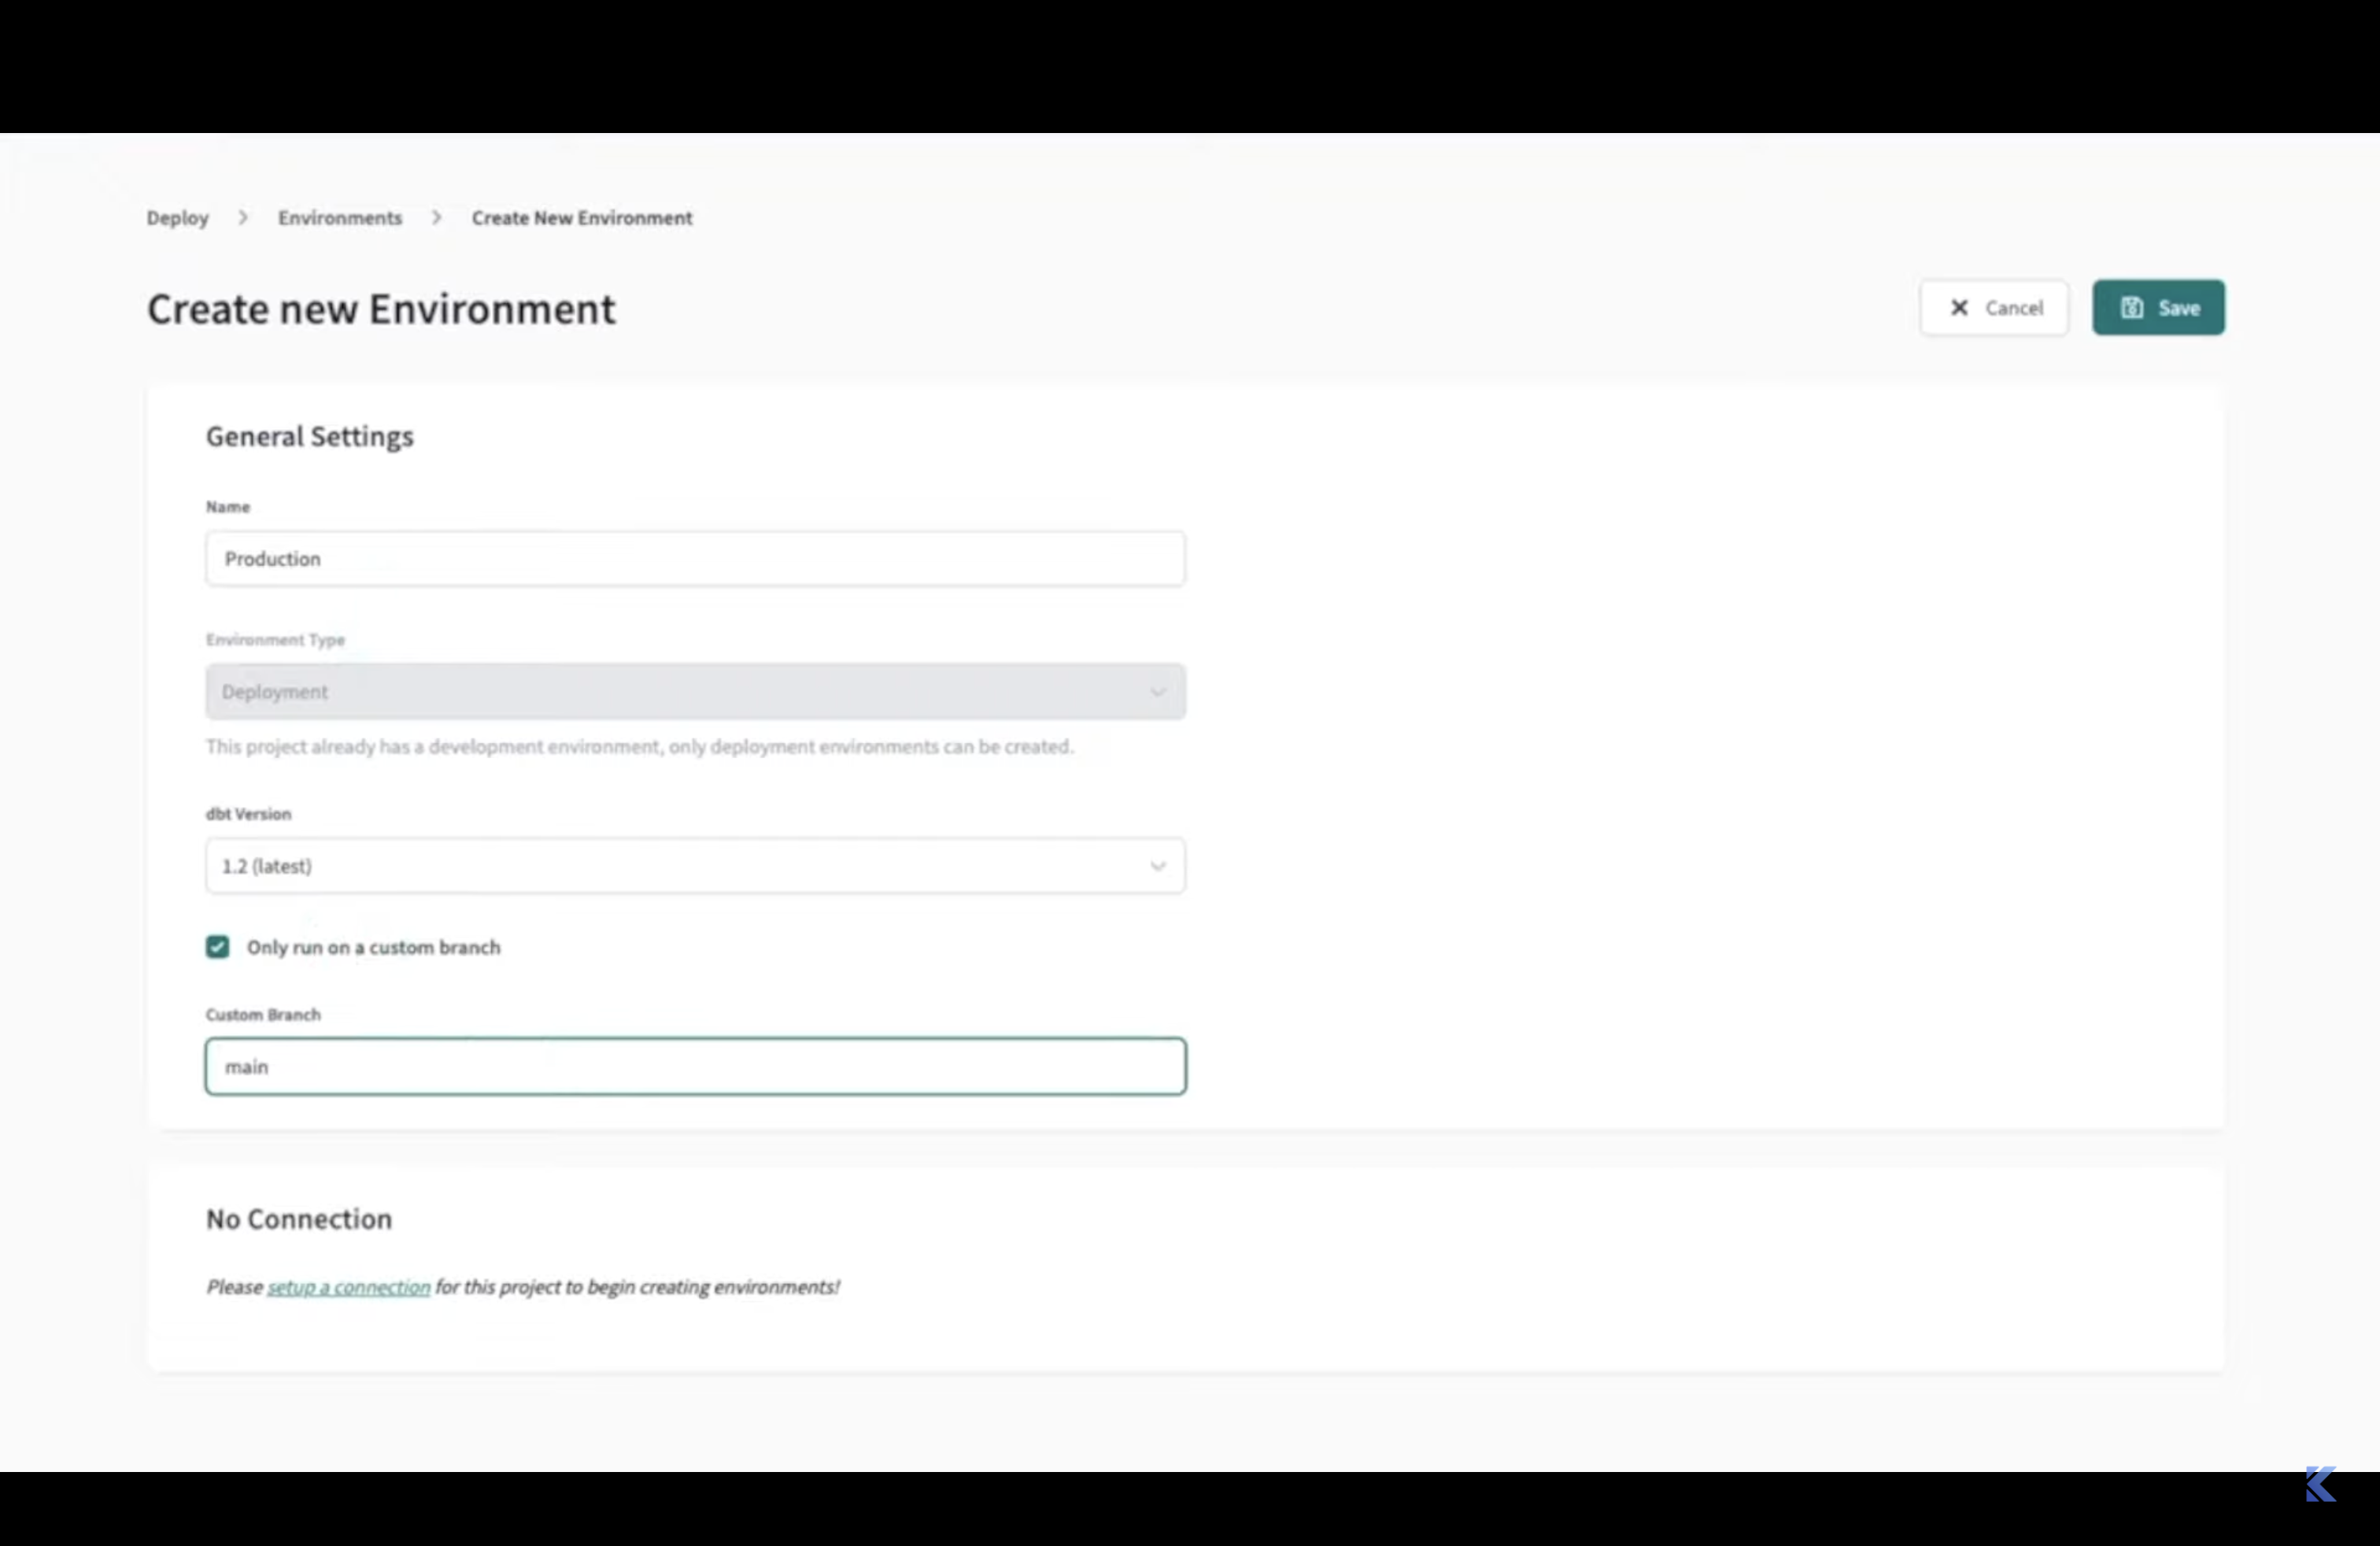 Deploy > Environments > Create New Environment
Create new Environment
Cancel
Save
General Settings
Name
Production
Environment Type
Deployment
This project already has a development environment, only deployment environments can be created.
dbt Version
1.2 (latest)
Only run on a custom branch
Custom Branch
main
No Connection
Please setup a connection for this project to begin creating environments!